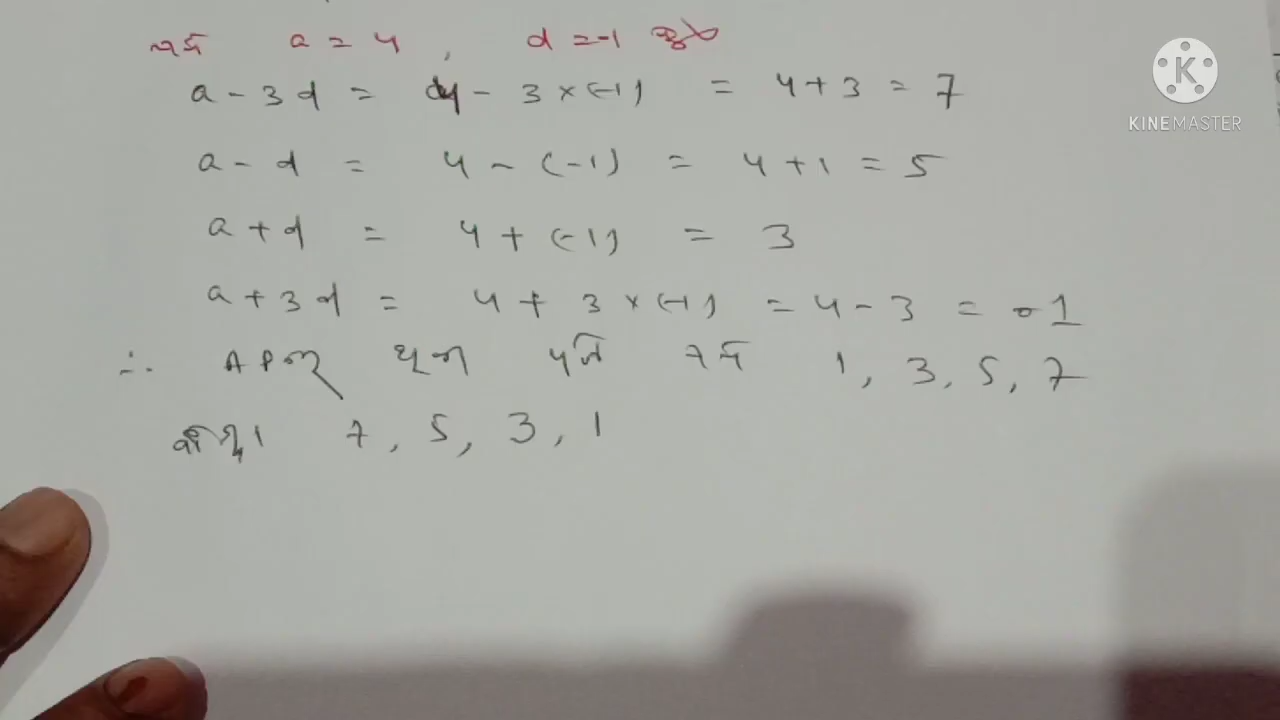 ଯଦି a = 4, d = -1 ହୁଏ
a - 3d = 4 - 3 × (-1) = 4 + 3 = 7
a - d = 4 - (-1) = 4 + 1 = 5
a + d = 4 + (-1) = 3
a + 3d = 4 + 3 × (-1) = 4 - 3 = 1
∴ AP 1, 3, 5, 7
7, 5, 3, 1
K
KINEMASTER